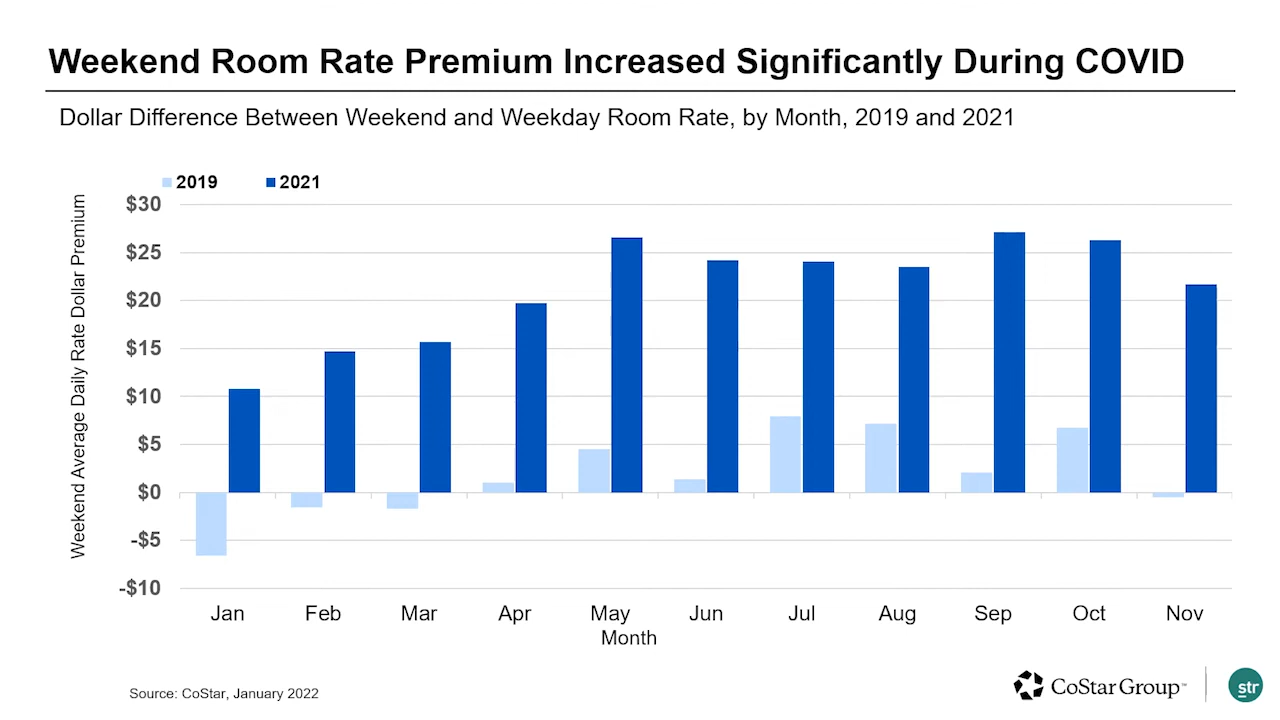 Weekend Room Rate Premium Increased Significantly During COVID
Dollar Difference Between Weekend and Weekday Room Rate, by Month, 2019 and 2021
2019 2021
Weekend Average Daily Rate Dollar Premium
$30
$25
$20
$15
$10
$5
$0
-$5
-$10
Jan Feb Mar Apr May Jun Jul Aug Sep Oct Nov
Month
Source: CoStar, January 2022
CoStar Group™
str